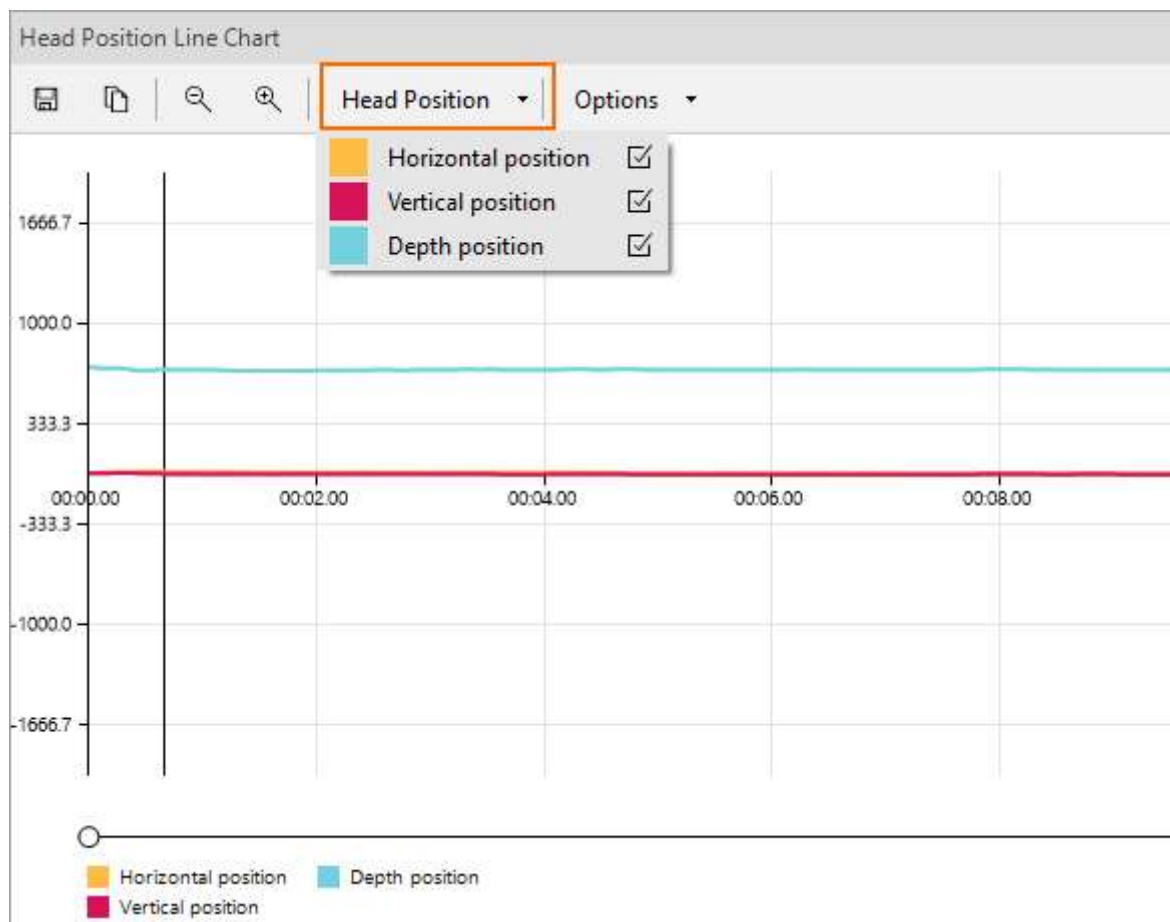 Head Position Line Chart
Head Position Options
Horizontal position
Vertical position
Depth position
1666.7
1000.0
333.3
00:00.00 00:02.00 00:04.00 00:06.00 00:08.00
-333.3
-1000.0
-1666.7
Horizontal position Depth position
Vertical position